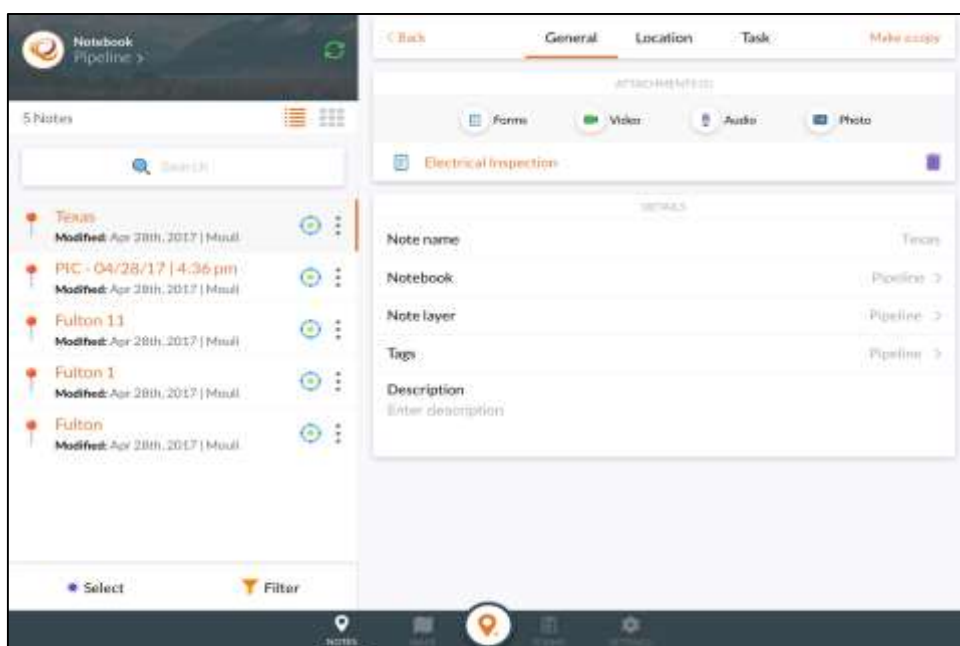 Notebook
Pipeline >
5 Notes
Search
Texas
Modified: Apr 28th, 2017 | Mouli
PIC - 04/28/17 | 4:36 pm
Modified: Apr 28th, 2017 | Mouli
Fulton 11
Modified: Apr 28th, 2017 | Mouli
Fulton 1
Modified: Apr 28th, 2017 | Mouli
Fulton
Modified: Apr 28th, 2017 | Mouli
Select Filter
< Back General Location Task Make a copy
Forms Video Audio Photo
Electrical Inspection
DETAILS
Note name Texas
Notebook Pipeline >
Note layer Pipeline >
Tags Pipeline >
Description
Enter description
NOTES